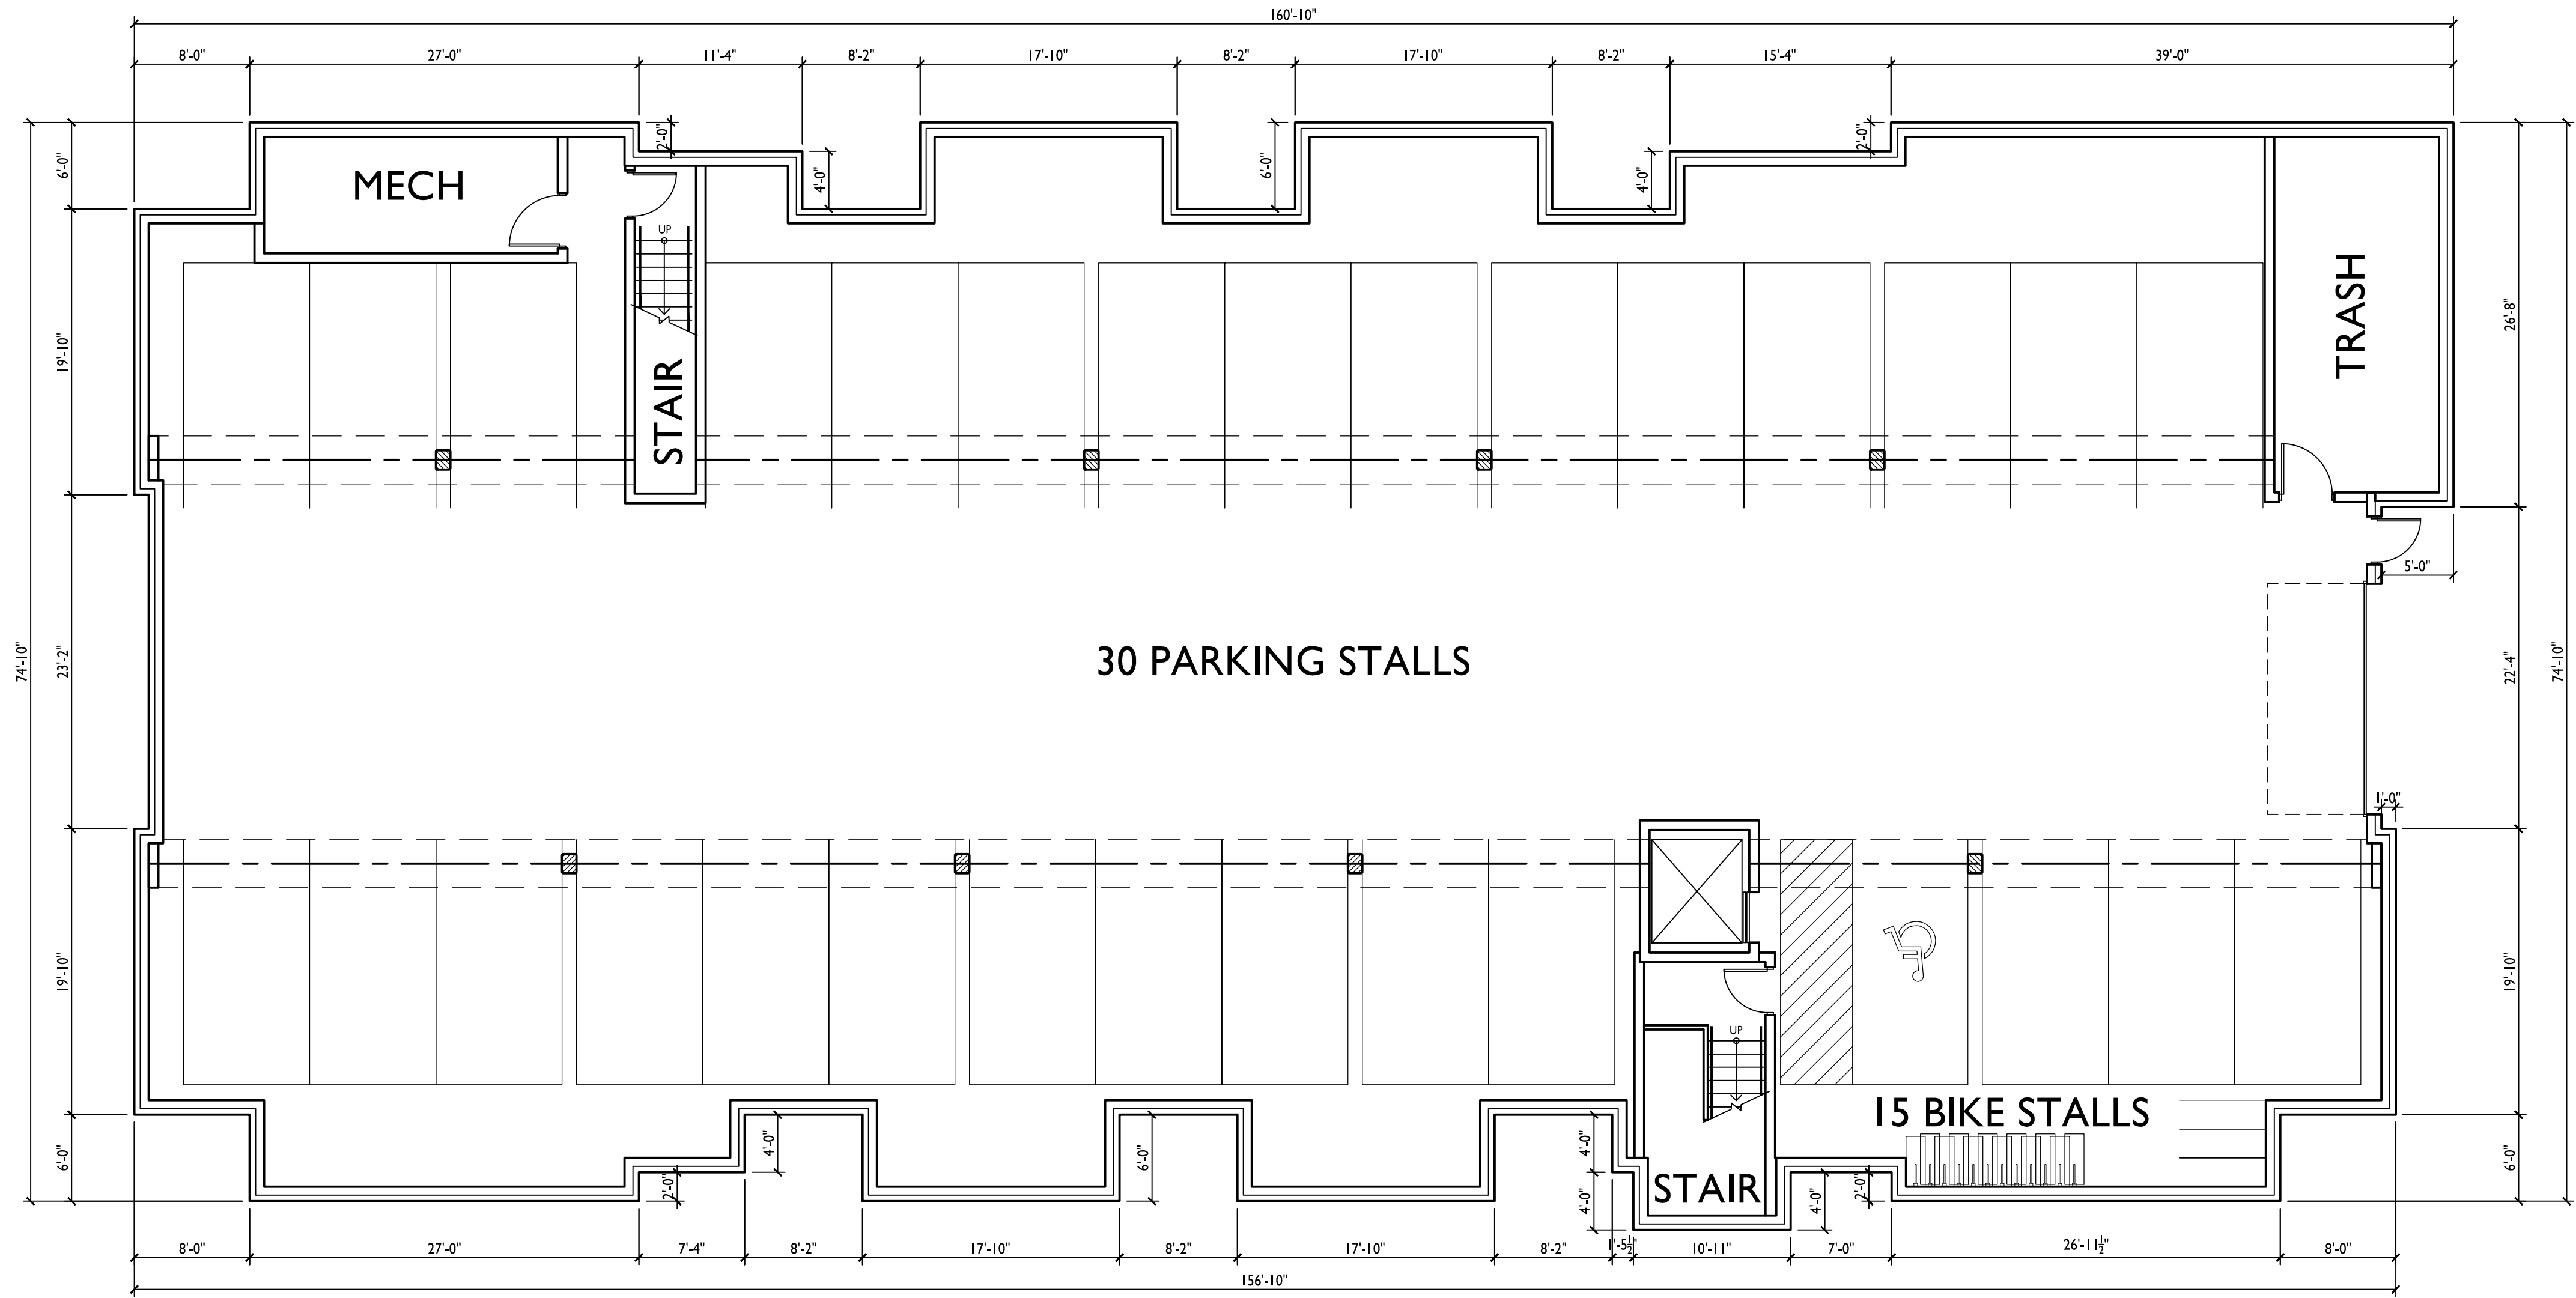 160'-10"
8'-0" 27'-0" 11'-4" 8'-2" 17'-10" 8'-2" 17'-10" 8'-2" 15'-4" 39'-0"
6'-0" 2'-0" 4'-0" 6'-0" 4'-0" 2'-0"
MECH
UP
STAIR
TRASH
19'-10"
26'-8"
5'-0"
74'-10"
23'-2"
30 PARKING STALLS
22'-4"
74'-10"
1'-0"
19'-10"
19'-10"
UP
15 BIKE STALLS
6'-0" 2'-0" 4'-0" 6'-0" 4'-0" 4'-0" 4'-0" 2'-0" 6'-0"
STAIR
8'-0" 27'-0" 7'-4" 8'-2" 17'-10" 8'-2" 17'-10" 8'-2" 1'-5½" 10'-11" 7'-0" 26'-11½" 8'-0"
156'-10"